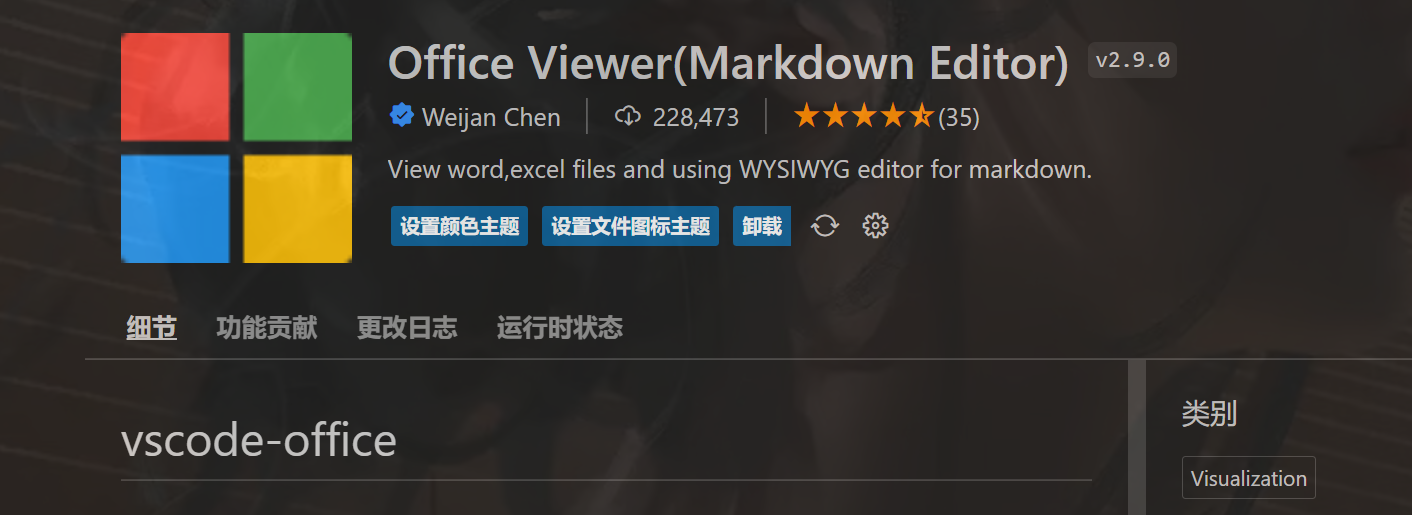 Office Viewer(Markdown Editor) v2.9.0
Weijan Chen 228,473 (35)
View word,excel files and using WYSIWYG editor for markdown.
设置颜色主题 设置文件图标主题 卸载
细节 功能贡献 更改日志 运行时状态
类别
vscode-office
Visualization